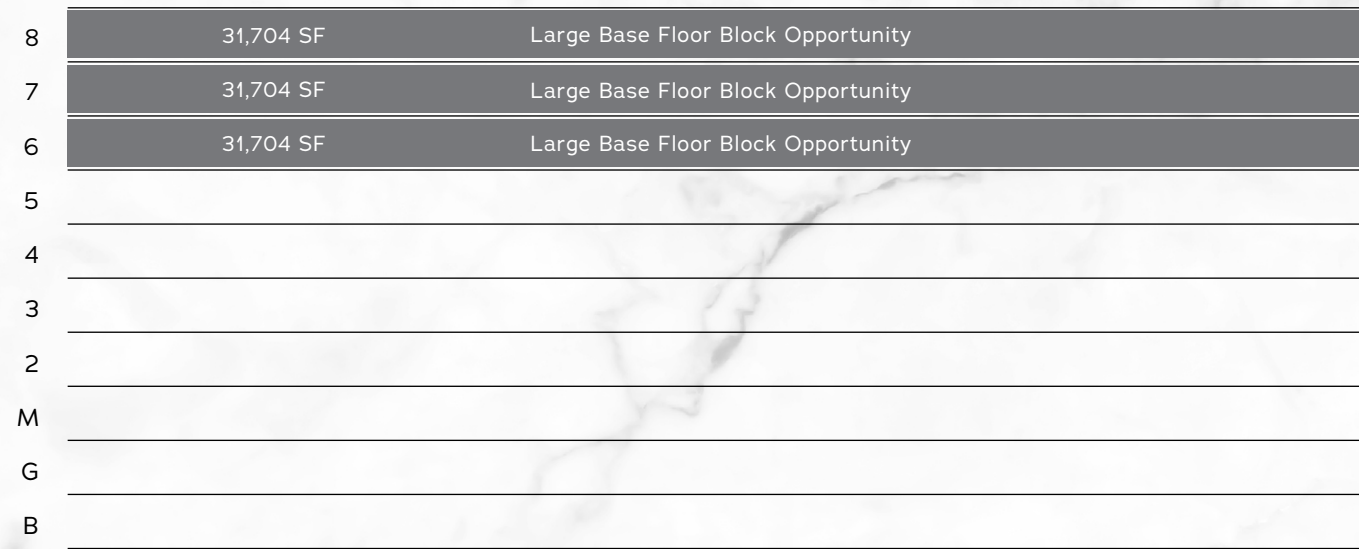 8 31,704 SF Large Base Floor Block Opportunity
7 31,704 SF Large Base Floor Block Opportunity
6 31,704 SF Large Base Floor Block Opportunity
5
4
3
2
M
G
B